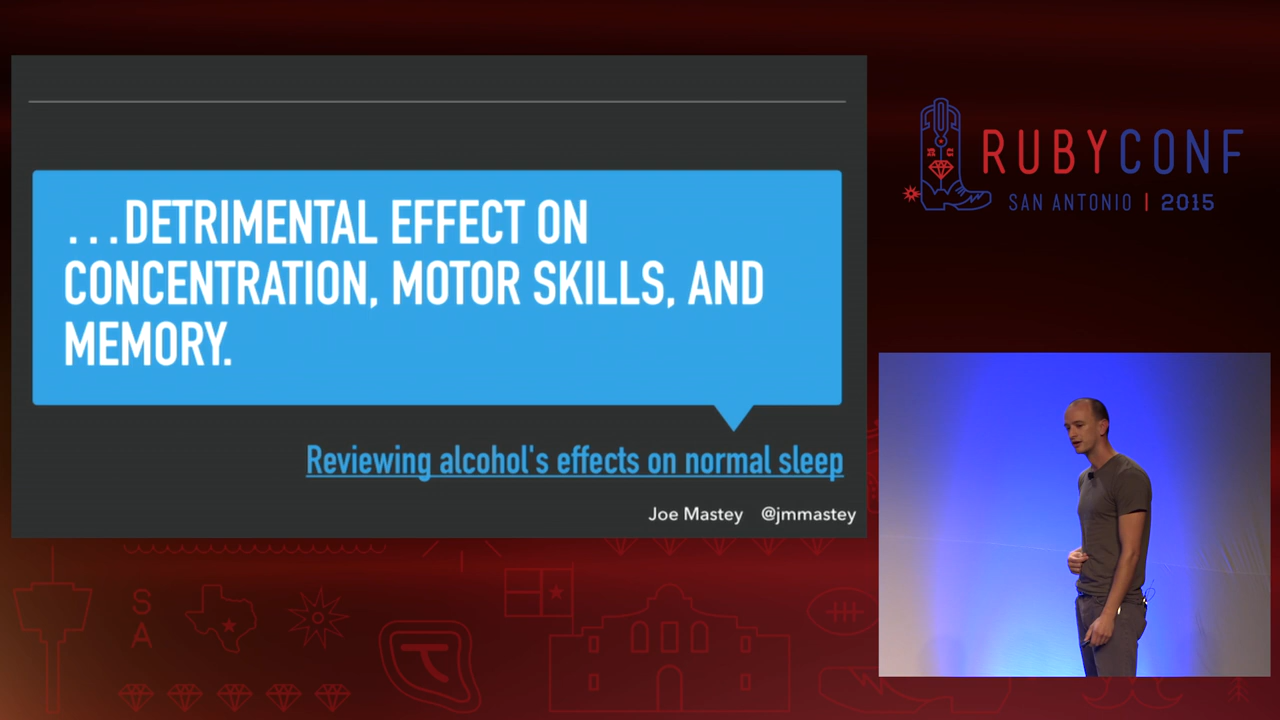 ...DETRIMENTAL EFFECT ON
CONCENTRATION, MOTOR SKILLS, AND
MEMORY.
Reviewing alcohol's effects on normal sleep
Joe Mastey @jmmastey
RUBYCONF
SAN ANTONIO | 2015
S
A